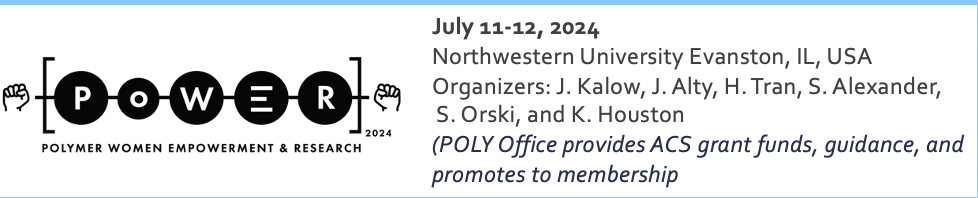 POWER
2024
POLYMER WOMEN EMPOWERMENT & RESEARCH
July 11-12, 2024
Northwestern University Evanston, IL, USA
Organizers: J. Kalow, J. Alty, H. Tran, S. Alexander,
S. Orski, and K. Houston
(POLY Office provides ACS grant funds, guidance, and
promotes to membership